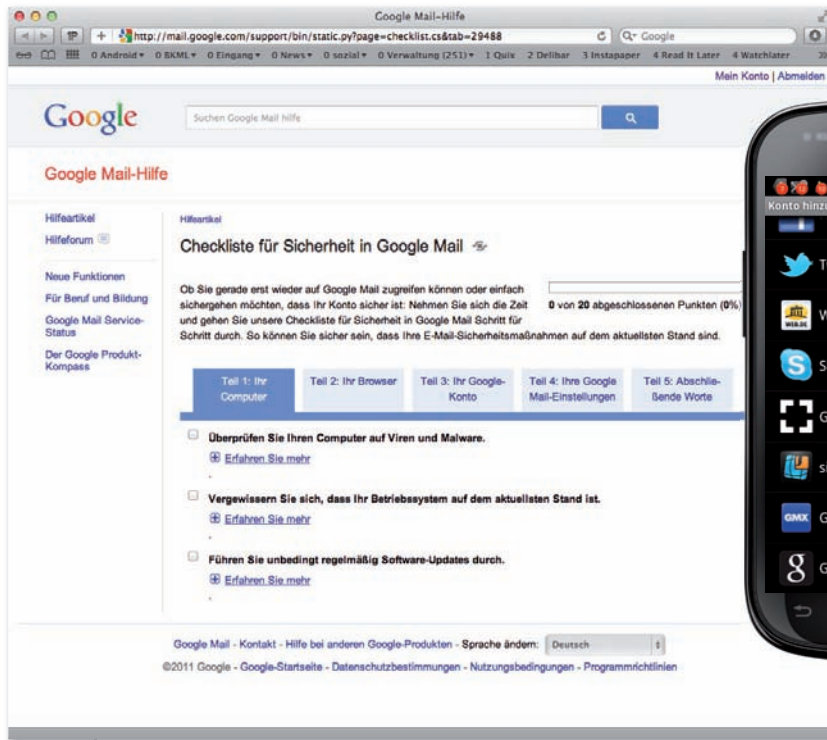 Google Mail-Hilfe
http://mail.google.com/support/bin/static.py?page=checklist.cs&tab=29488
Google
0 Android 0 BKML 0 Eingang 0 News 0 sozial 0 Verwaltung (251) 1 Quix 2 Delibar 3 Instapaper 4 Read It Later 4 Watchlater
Mein Konto | Abmelden
Google
Suchen Google Mail hilfe
Google Mail-Hilfe
Hilfeartikel
Hilfeforum
Neue Funktionen
Für Beruf und Bildung
Google Mail Service-
Status
Der Google Produkt-
Kompass
Hilfeartikel
Checkliste für Sicherheit in Google Mail
Ob Sie gerade erst wieder auf Google Mail zugreifen können oder einfach
sichergehen möchten, dass Ihr Konto sicher ist: Nehmen Sie sich die Zeit
und gehen Sie unsere Checkliste für Sicherheit in Google Mail Schritt für
Schritt durch. So können Sie sicher sein, dass Ihre E-Mail-Sicherheitsmaßnahmen auf dem aktuellsten Stand sind.
0 von 20 abgeschlossenen Punkten (0%)
Teil 1: Ihr
Computer
Teil 2: Ihr Browser
Teil 3: Ihr Google-
Konto
Teil 4: Ihre Google
Mail-Einstellungen
Teil 5: Abschlie-
ßende Worte
Überprüfen Sie Ihren Computer auf Viren und Malware.
Erfahren Sie mehr
.
Vergewissern Sie sich, dass Ihr Betriebssystem auf dem aktuellsten Stand ist.
Erfahren Sie mehr
.
Führen Sie unbedingt regelmäßig Software-Updates durch.
Erfahren Sie mehr
.
Google Mail - Kontakt - Hilfe bei anderen Google-Produkten - Sprache ändern: Deutsch
©2011 Google - Google-Startseite - Datenschutzbestimmungen - Nutzungsbedingungen - Programmrichtlinien
Konto hinzu
WEB.DE
GMX